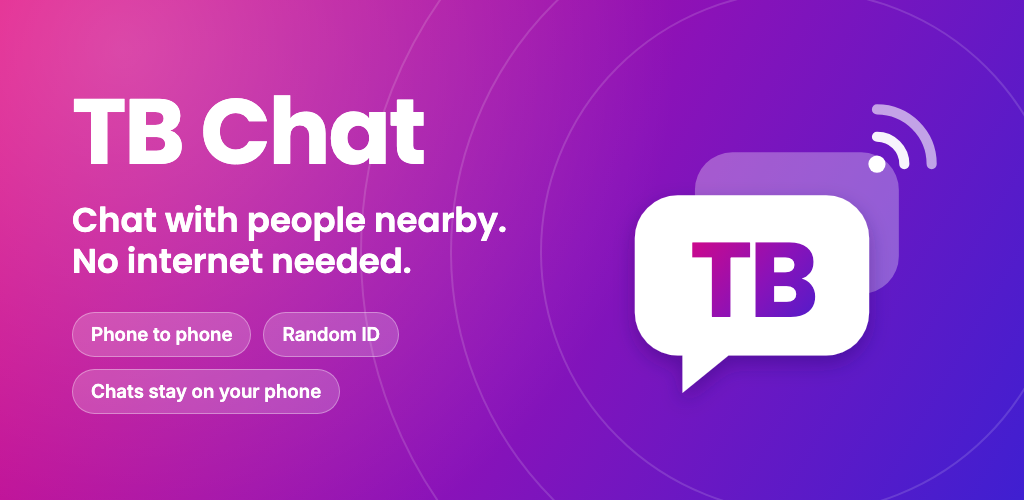 TB Chat
Chat with people nearby.
No internet needed.
Phone to phone
Random ID
Chats stay on your phone
TB